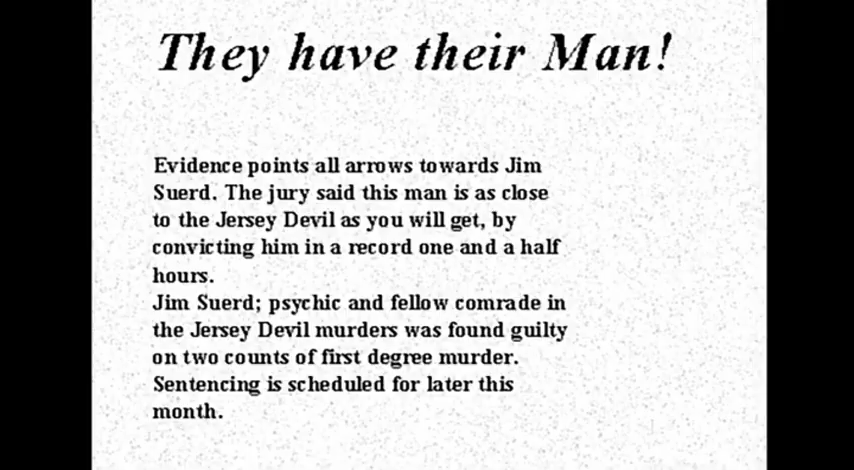 They have their Man!
Evidence points all arrows towards Jim
Suerd. The jury said this man is as close
to the Jersey Devil as you will get, by
convicting him in a record one and a half
hours.
Jim Suerd; psychic and fellow comrade in
the Jersey Devil murders was found guilty
on two counts of first degree murder.
Sentencing is scheduled for later this
month.